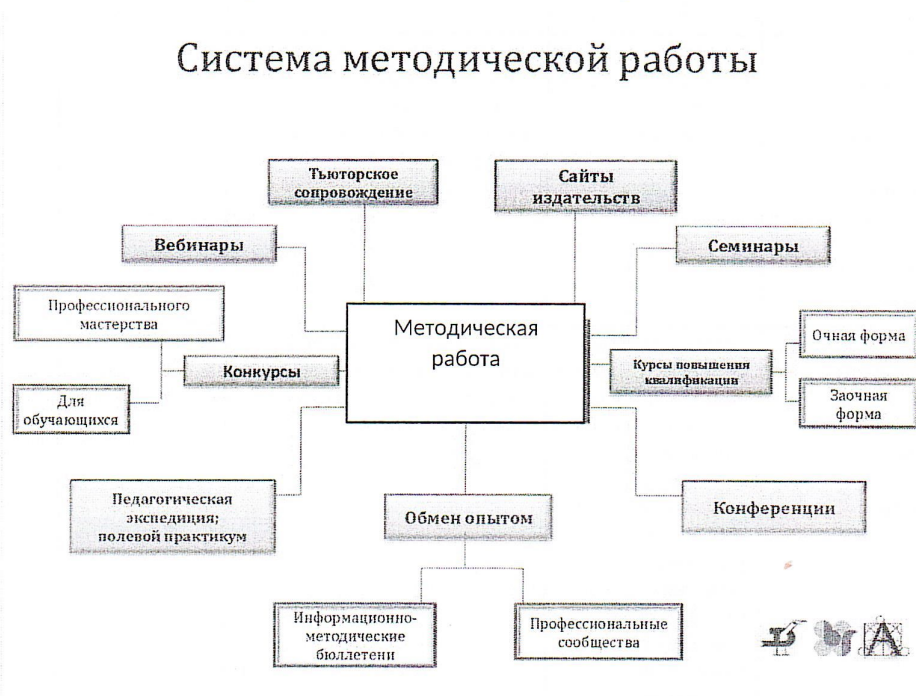 Система методической работы
Тьюторское
сопровождение
Сайты
издательств
Вебинары
Семинары
Профессионального
мастерства
Методическая
работа
Очная форма
Конкурсы
Курсы повышения
квалификации
Для
обучающихся
Заочная
форма
Педагогическая
экспедиция;
полевой практикум
Обмен опытом
Конференции
Информационно-
методические
бюллетени
Профессиональные
сообщества